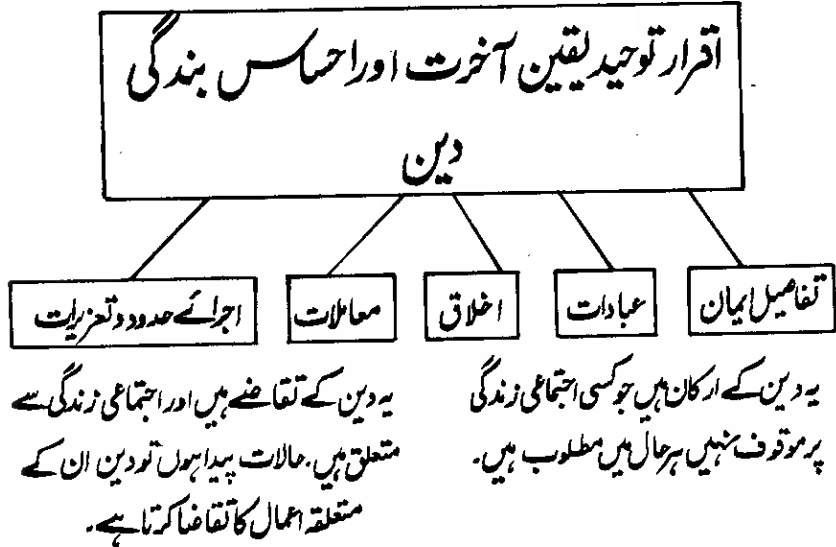 اقرار توحید یقین آخرت اور احساس بندگی
دین
تفاصیل ایمان
عبادات
اخلاق
معاملات
اجرائے حدود و تعزیرات
یہ دین کے ارکان ہیں جو کسی اجتماعی زندگی
پر موقوف نہیں ہر حال میں مطلوب ہیں۔
یہ دین کے تقاضے ہیں اور اجتماعی زندگی سے
متعلق ہیں۔ حالات پیدا ہوں تو دین ان کے
متعلقہ اعمال کا تقاضا کرتا ہے۔